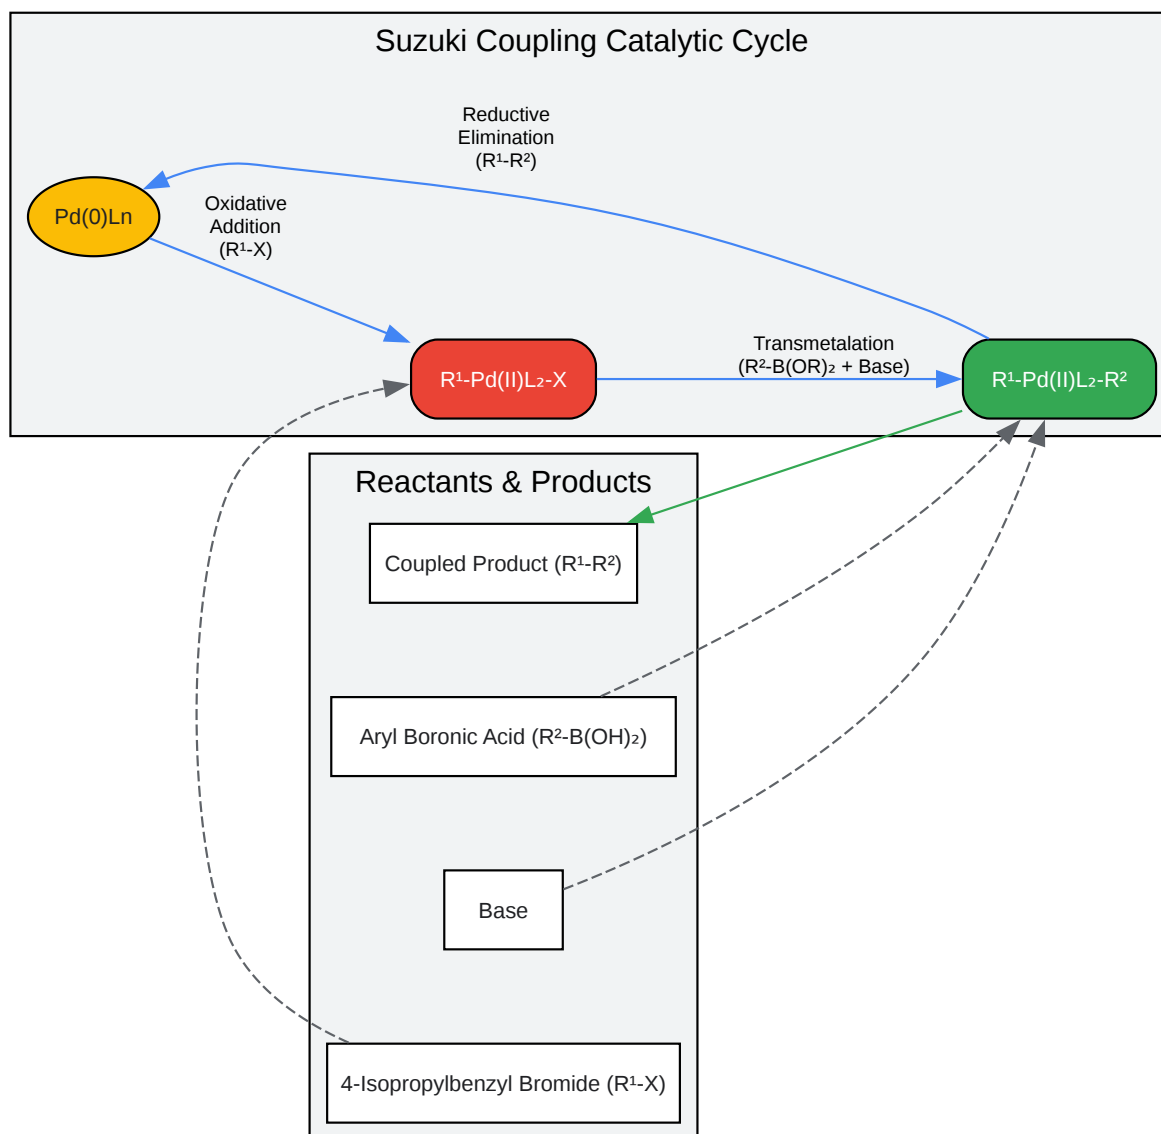 Suzuki Coupling Catalytic Cycle
Reductive
Elimination
(R¹-R²)
Pd(0)Ln
Oxidative
Addition
(R¹-X)
R¹-Pd(II)L₂-X
Transmetalation
(R²-B(OR)₂ + Base)
R¹-Pd(II)L₂-R²
Reactants & Products
Coupled Product (R¹-R²)
Aryl Boronic Acid (R²-B(OH)₂)
Base
4-Isopropylbenzyl Bromide (R¹-X)